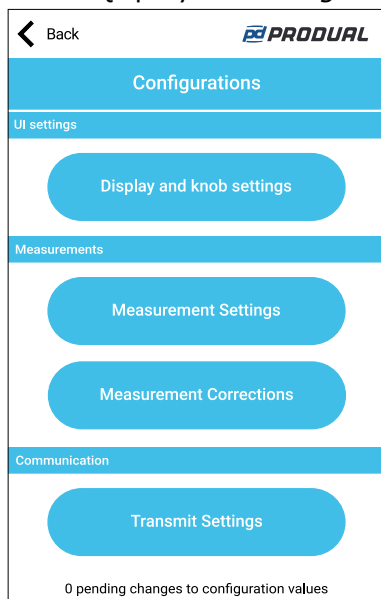 Back
pd PRODUAL
Configurations
UI settings
Display and knob settings
Measurements
Measurement Settings
Measurement Corrections
Communication
Transmit Settings
0 pending changes to configuration values